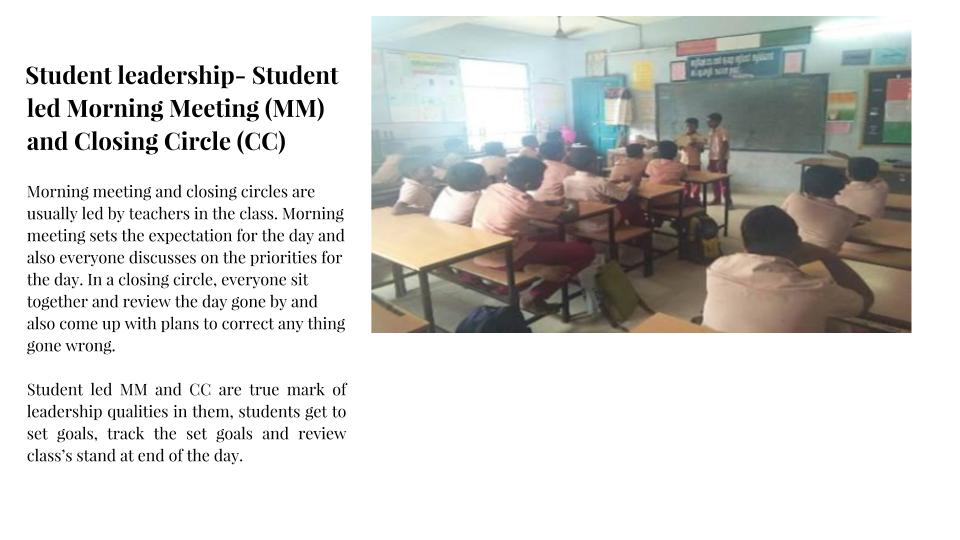 Student leadership- Student
led Morning Meeting (MM)
and Closing Circle (CC)
Morning meeting and closing circles are
usually led by teachers in the class. Morning
meeting sets the expectation for the day and
also everyone discusses on the priorities for
the day. In a closing circle, everyone sit
together and review the day gone by and
also come up with plans to correct any thing
gone wrong.
Student led MM and CC are true mark of
leadership qualities in them, students get to
set goals, track the set goals and review
class’s stand at end of the day.